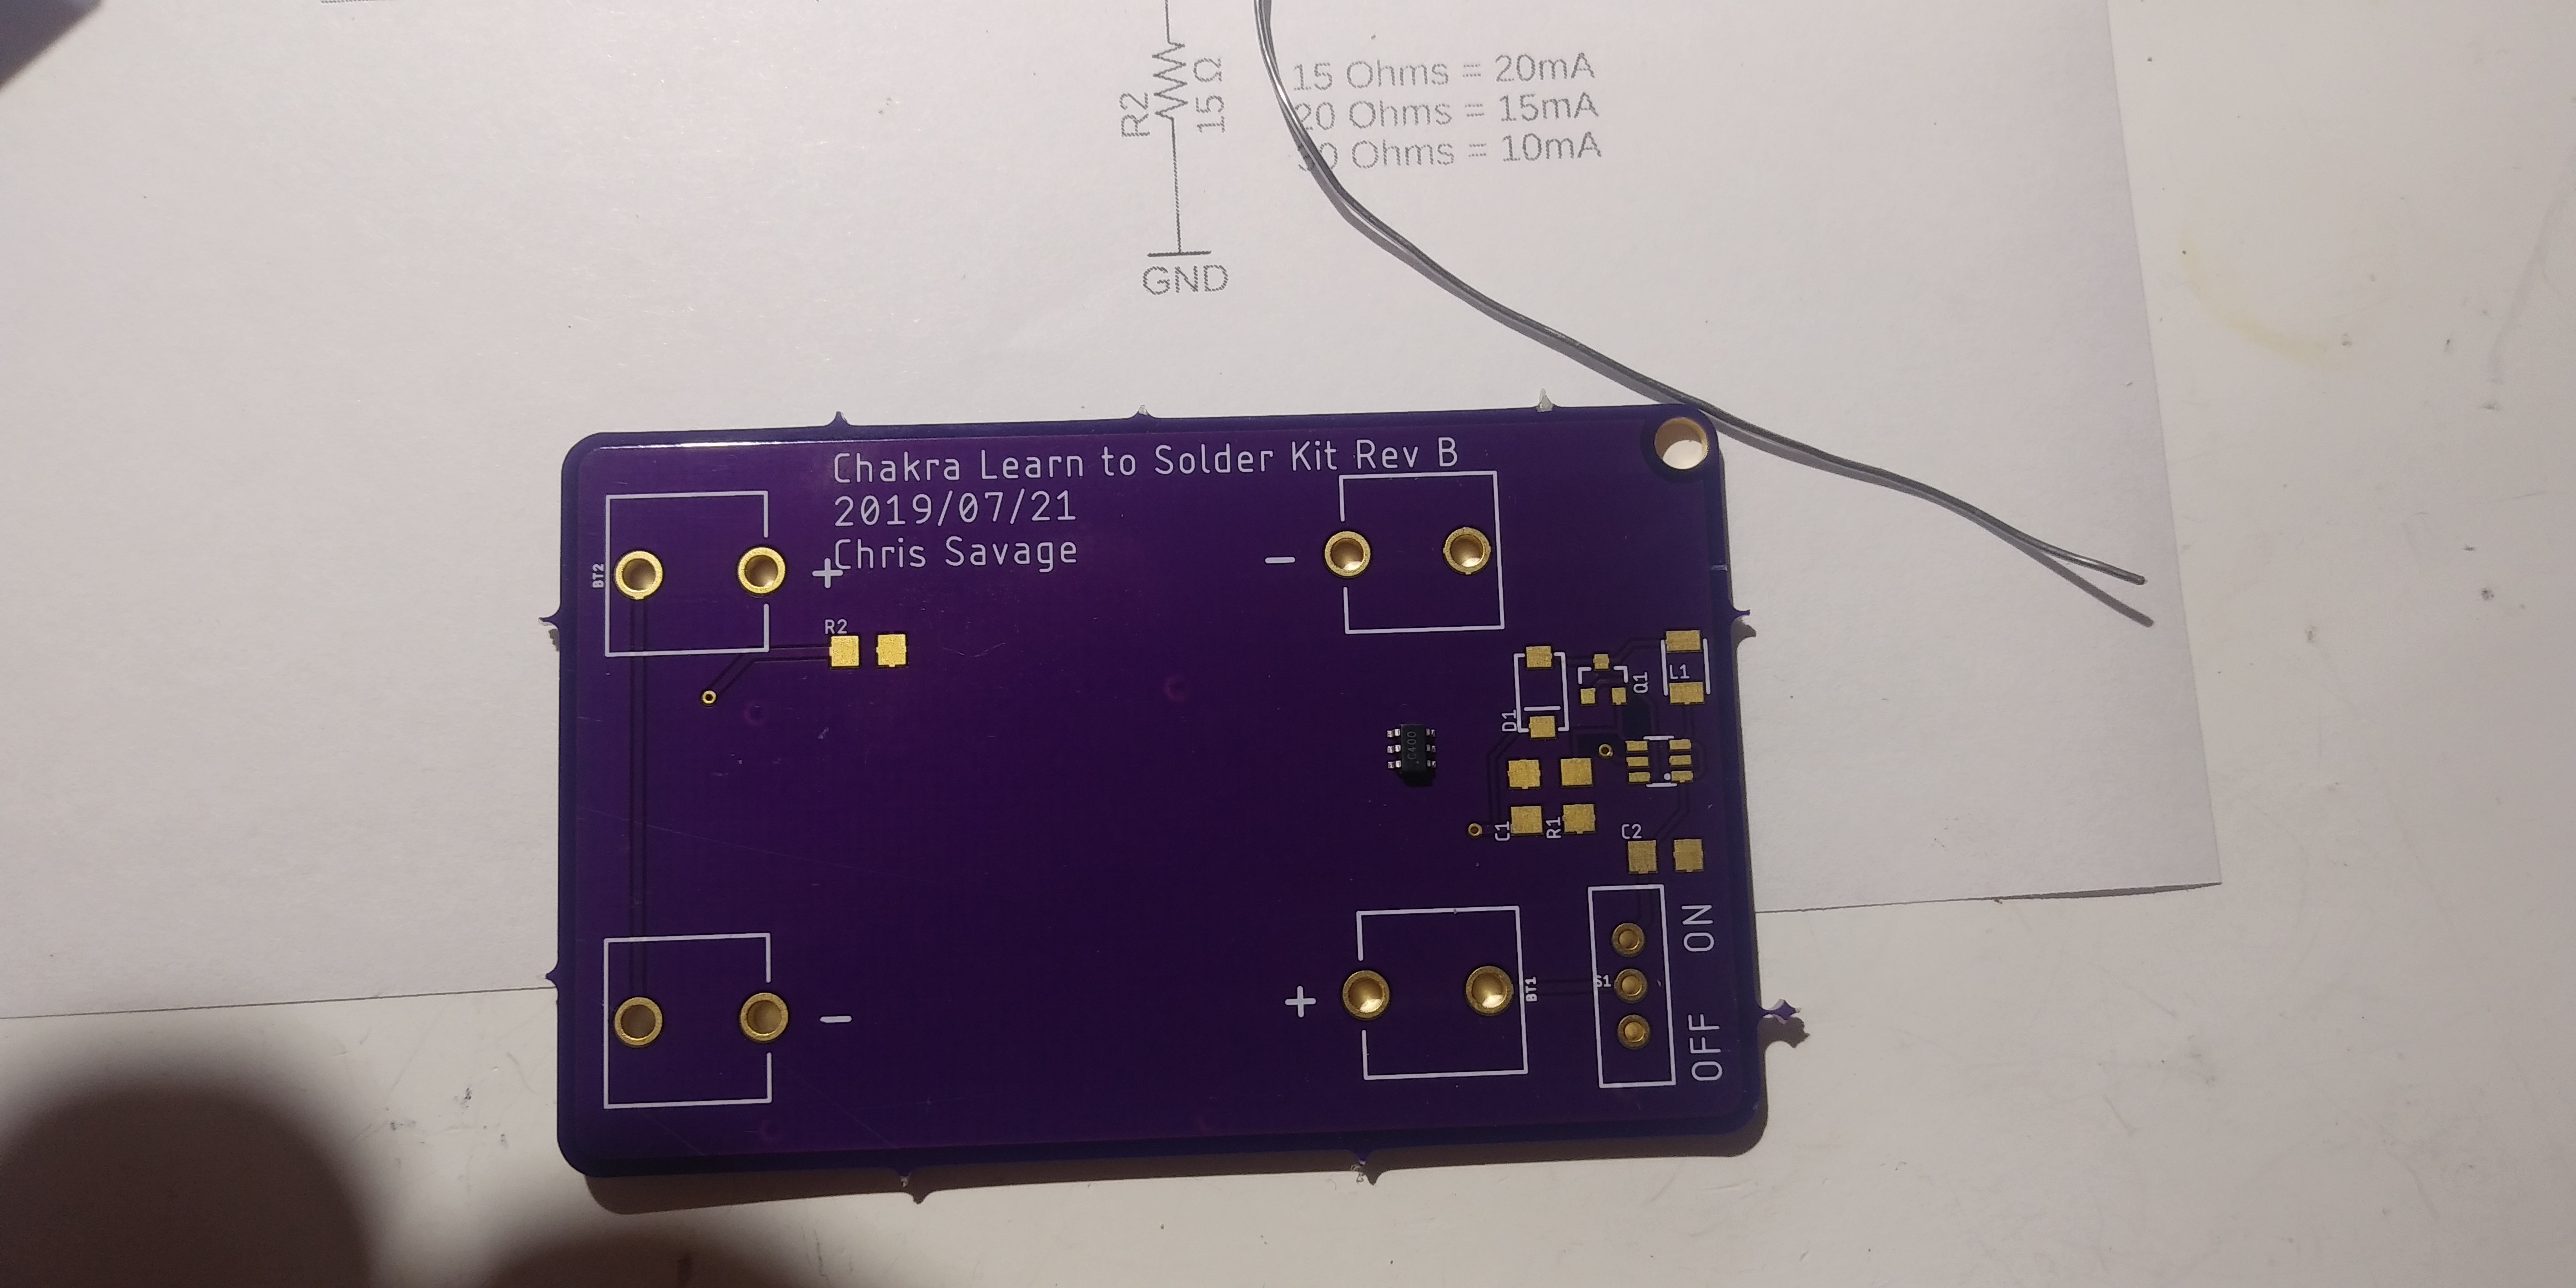 R2
15 Ω
15 Ohms = 20mA
20 Ohms = 15mA
30 Ohms = 10mA
GND
Chakra Learn to Solder Kit Rev B
2019/07/21
Chris Savage
BT2
+
−
R2
L1
Q1
D1
C1
R1
C2
ON
S1
OFF
+
BT1
−